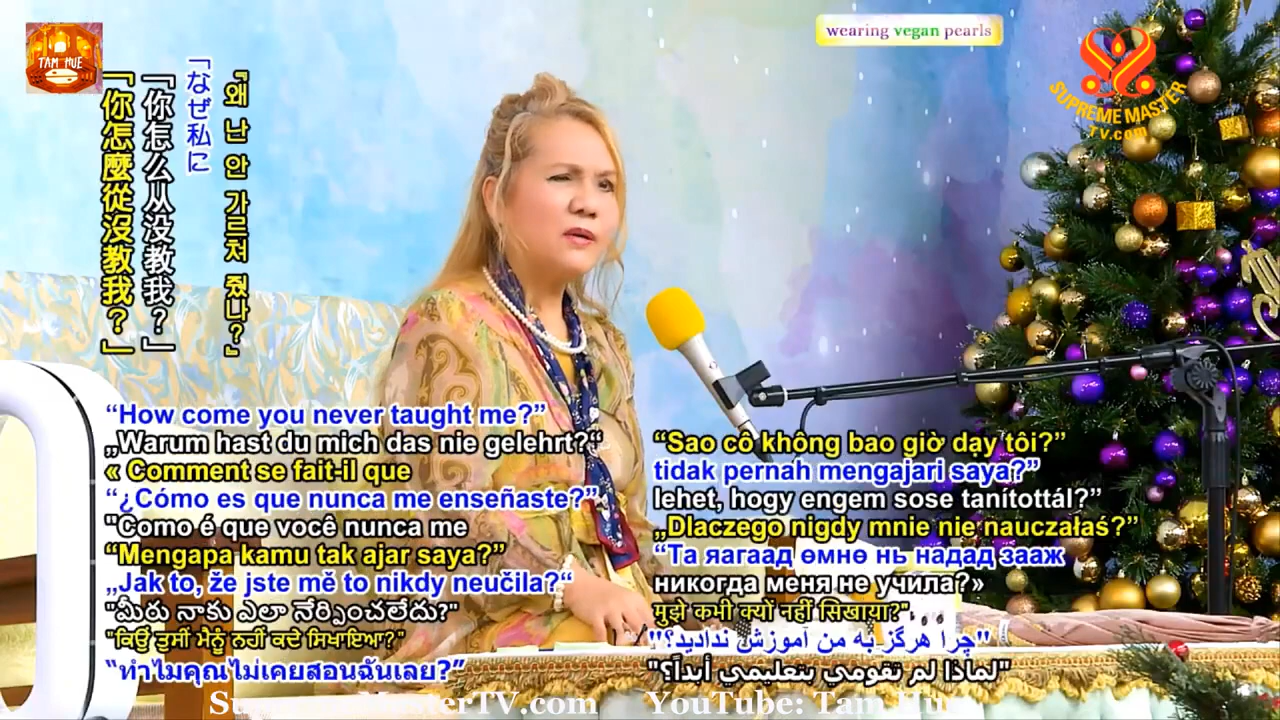 TAM HUE
wearing vegan pearls
SUPREME MASTER
TV.com
『왜 난 안 가르쳐 줬나?』
「なぜ私に
「你怎么从没教我？」
「你怎麼從沒教我？」
“How come you never taught me?”
„Warum hast du mich das nie gelehrt?“
« Comment se fait-il que
“¿Cómo es que nunca me enseñaste?”
"Como é que você nunca me
“Mengapa kamu tak ajar saya?”
„Jak to, že jste mě to nikdy neučila?“
"మీరు నాకు ఎలా నేర్పించలేదు?"
"ਕਿਉਂ ਤੁਸੀਂ ਮੈਨੂੰ ਨਹੀਂ ਕਦੇ ਸਿਖਾਇਆ?"
“ทำไมคุณไม่เคยสอนฉันเลย?”
“Sao cô không bao giờ dạy tôi?”
tidak pernah mengajari saya?”
lehet, hogy engem sose tanítottál?”
„Dlaczego nigdy mnie nie nauczałaś?”
“Та яагаад өмнө нь надад зааж
никогда меня не учила?»
मुझे कभी क्यों नहीं सिखाया?"
"چرا هرگز به من آموزش ندادید؟"
"لماذا لم تقومي بتعليمي أبداً؟"
SupremeMasterTV.com YouTube: Tam Hue